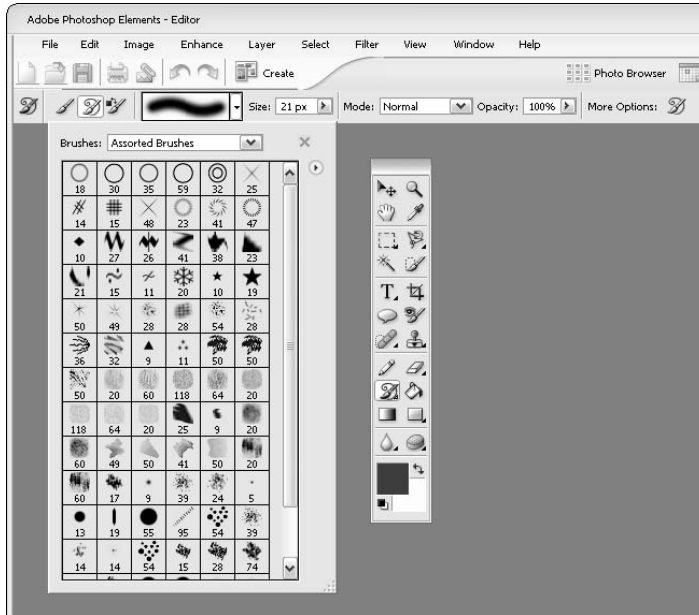 Adobe Photoshop Elements - Editor
File Edit Image Enhance Layer Select Filter View Window Help
Create Photo Browser
Size: 21 px Mode: Normal Opacity: 100% More Options:
Brushes: Assorted Brushes
18 30 35 59 32 25
14 15 48 23 41 47
10 27 26 41 38 23
21 15 11 20 10 19
50 49 28 28 54 28
36 32 9 11 50 50
50 20 60 118 64 20
118 64 20 25 9 20
60 49 50 41 50 20
60 17 9 39 24 5
13 19 55 95 54 39
14 14 54 15 28 74
T